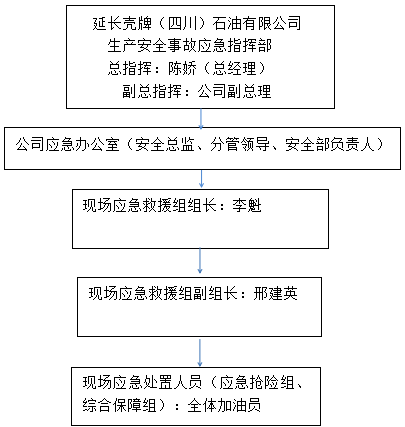 延长壳牌（四川）石油有限公司
生产安全事故应急指挥部
总指挥：陈娇（总经理）
副总指挥：公司副总理
公司应急办公室（安全总监、分管领导、安全部负责人）
现场应急救援组组长：李魁
现场应急救援组副组长：邢建英
现场应急处置人员（应急抢险组、
综合保障组）：全体加油员